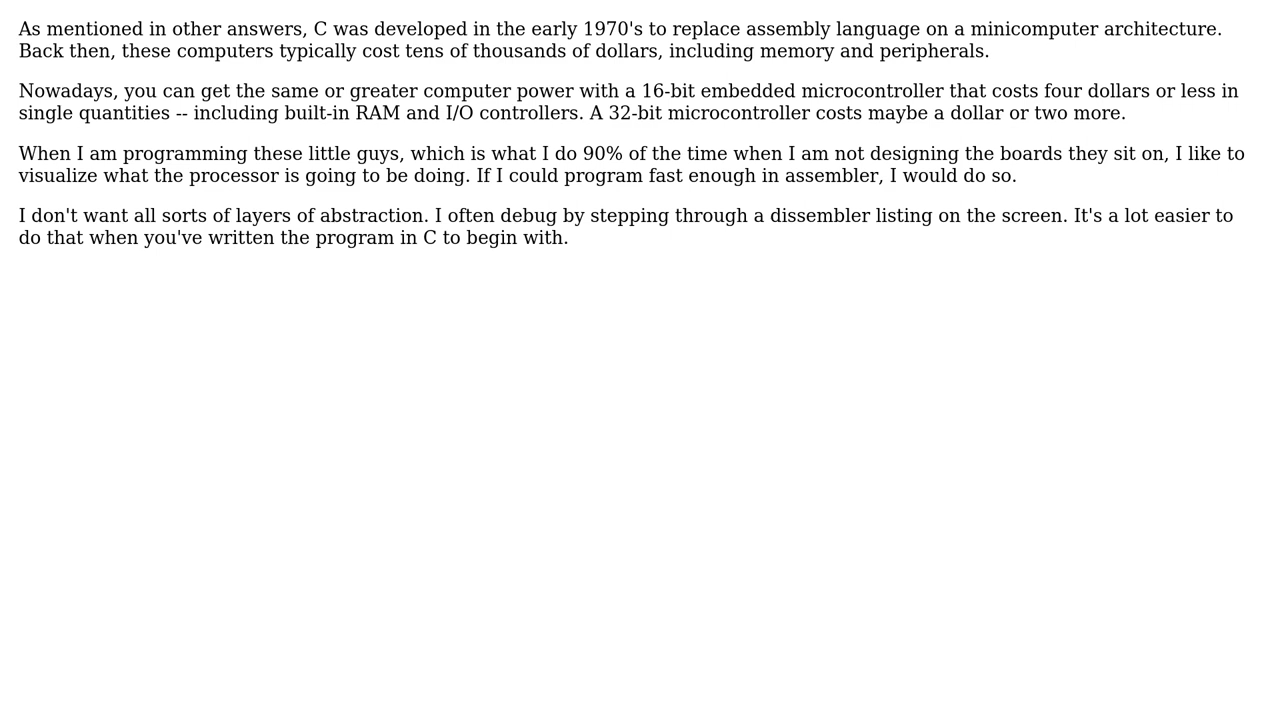 As mentioned in other answers, C was developed in the early 1970's to replace assembly language on a minicomputer architecture.
Back then, these computers typically cost tens of thousands of dollars, including memory and peripherals.
Nowadays, you can get the same or greater computer power with a 16-bit embedded microcontroller that costs four dollars or less in
single quantities -- including built-in RAM and I/O controllers. A 32-bit microcontroller costs maybe a dollar or two more.
When I am programming these little guys, which is what I do 90% of the time when I am not designing the boards they sit on, I like to
visualize what the processor is going to be doing. If I could program fast enough in assembler, I would do so.
I don't want all sorts of layers of abstraction. I often debug by stepping through a dissembler listing on the screen. It's a lot easier to
do that when you've written the program in C to begin with.